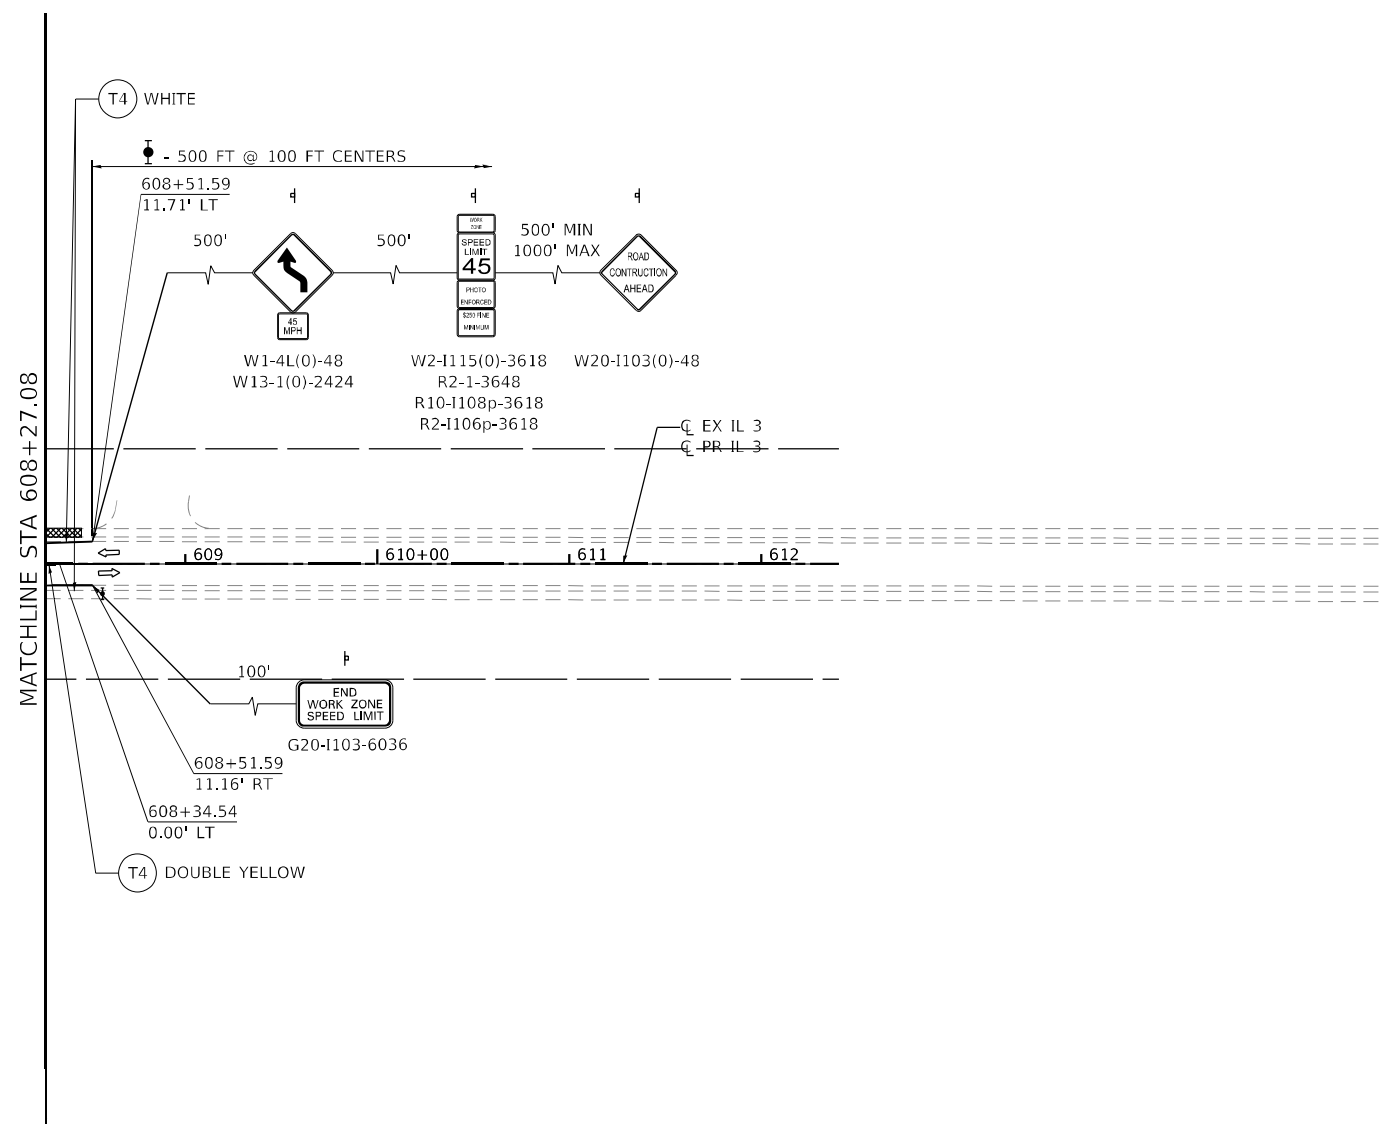 T4 WHITE
- 500 FT @ 100 FT CENTERS
608+51.59
11.71' LT
500'
500'
500' MIN
1000' MAX
WORK
ZONE
SPEED
LIMIT
45
PHOTO
ENFORCED
$250 FINE
MINIMUM
ROAD
CONTRUCTION
AHEAD
45
MPH
W1-4L(O)-48
W13-1(O)-2424
W2-I115(O)-3618
R2-1-3648
R10-I108p-3618
R2-I106p-3618
W20-I103(O)-48
MATCHLINE STA 608+27.08
℄ EX IL 3
℄ PR IL 3
609
610+00
611
612
100'
END
WORK ZONE
SPEED LIMIT
G20-I103-6036
608+51.59
11.16' RT
608+34.54
0.00' LT
T4 DOUBLE YELLOW